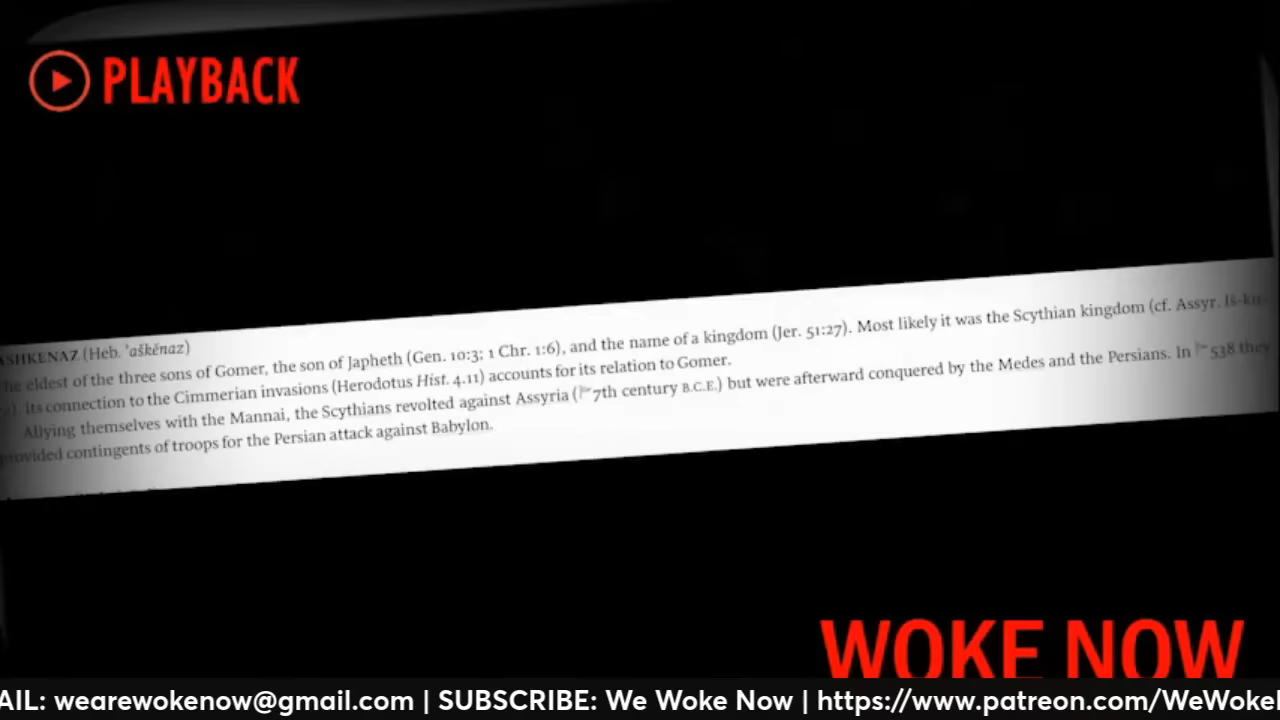 PLAYBACK
ASHKENAZ (Heb. 'aškĕnaz)
The eldest of the three sons of Gomer, the son of Japheth (Gen. 10:3; 1 Chr. 1:6), and the name of a kingdom (Jer. 51:27). Most likely it was the Scythian kingdom (cf. Assyr. Iš-ku-
Its connection to the Cimmerian invasions (Herodotus Hist. 4.11) accounts for its relation to Gomer.
Allying themselves with the Mannai, the Scythians revolted against Assyria (7th century B.C.E.) but were afterward conquered by the Medes and the Persians. In 538 they
provided contingents of troops for the Persian attack against Babylon.
WOKE NOW
AIL: wearewokenow@gmail.com | SUBSCRIBE: We Woke Now | https://www.patreon.com/WeWoke